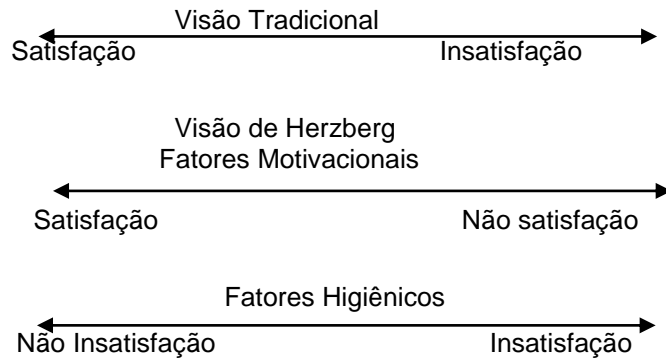 Visão Tradicional
Satisfação Insatisfação
Visão de Herzberg
Fatores Motivacionais
Satisfação Não satisfação
Fatores Higiênicos
Não Insatisfação Insatisfação